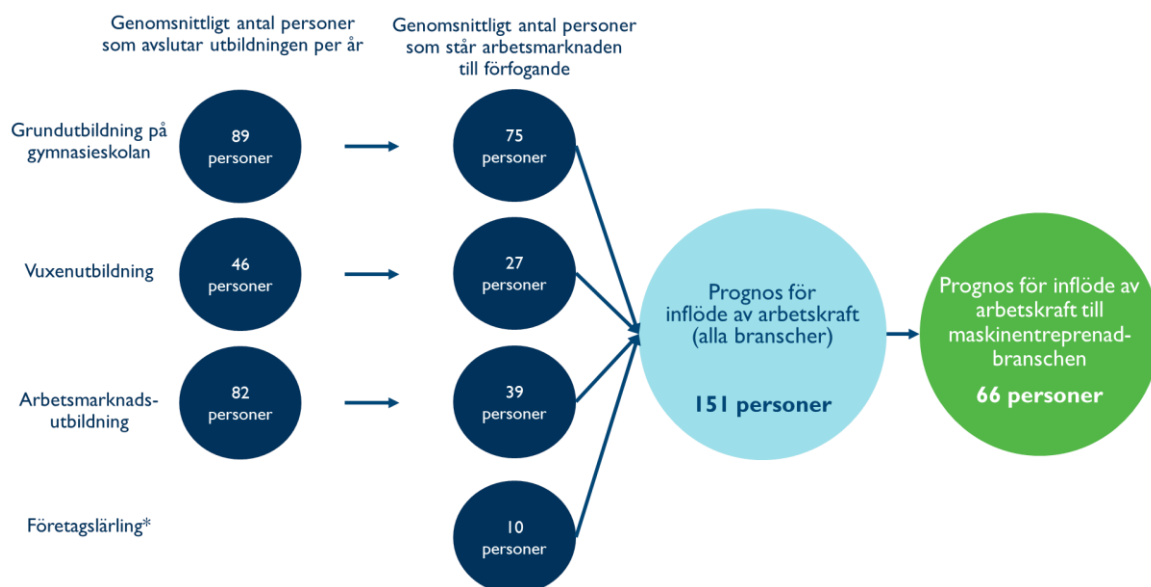 Genomsnittligt antal personer
som avslutar utbildningen per år
Genomsnittligt antal personer
som står arbetsmarknaden
till förfogande
Grundutbildning på
gymnasieskolan
89
personer
75
personer
Vuxenutbildning
46
personer
27
personer
Arbetsmarknads-
utbildning
82
personer
39
personer
Företagslärling*
10
personer
Prognos för
inflöde av arbetskraft
(alla branscher)
151 personer
Prognos för inflöde av
arbetskraft till
maskinentreprenad-
branschen
66 personer